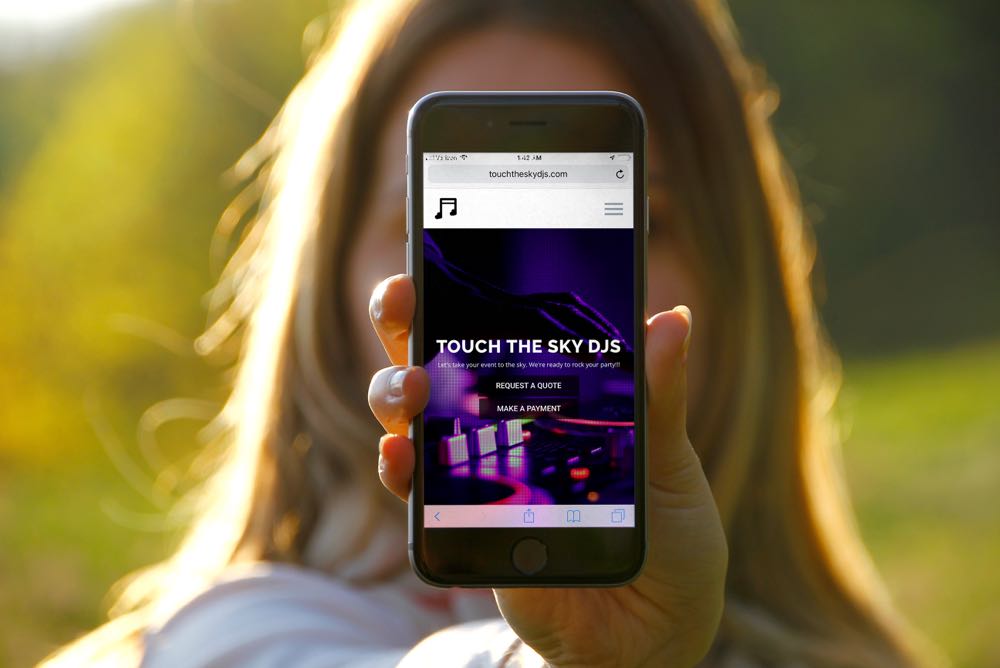 1:42 AM
touchtheskydjs.com
TOUCH THE SKY DJS
Let's take your event to the sky. We're ready to rock your party!!!
REQUEST A QUOTE
MAKE A PAYMENT